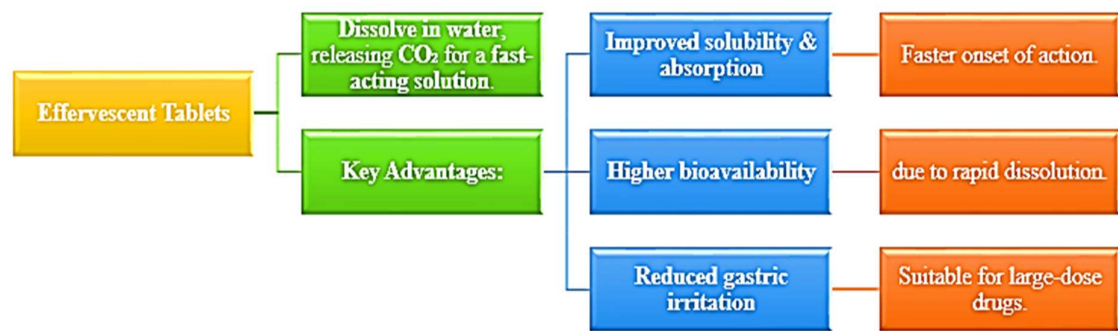 Effervescent Tablets
Dissolve in water,
releasing CO₂ for a fast-
acting solution.
Key Advantages:
Improved solubility &
absorption
Faster onset of action.
Higher bioavailability
due to rapid dissolution.
Reduced gastric
irritation
Suitable for large-dose
drugs.